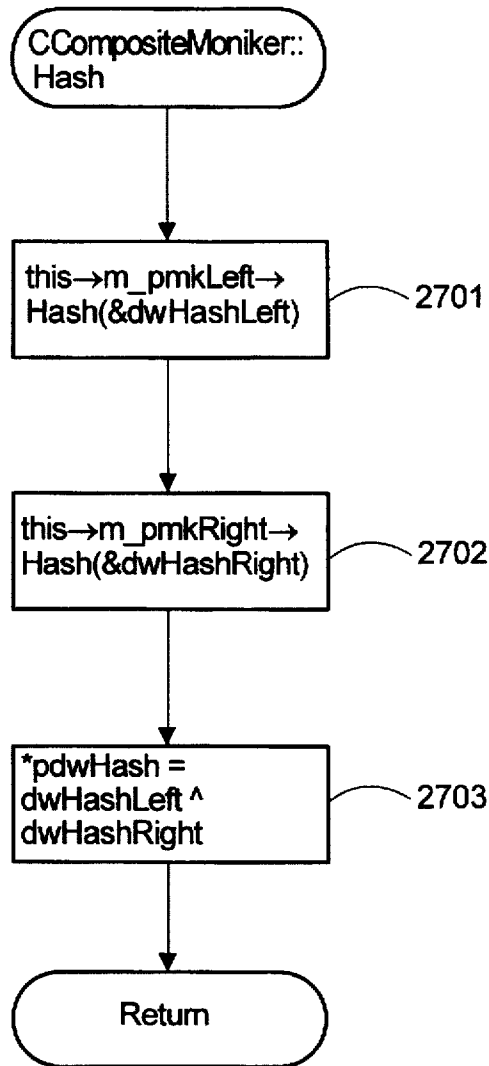 CCompositeMoniker::
Hash
this→m_pmkLeft→
Hash(&dwHashLeft)
2701
this→m_pmkRight→
Hash(&dwHashRight)
2702
*pdwHash =
dwHashLeft ^
dwHashRight
2703
Return